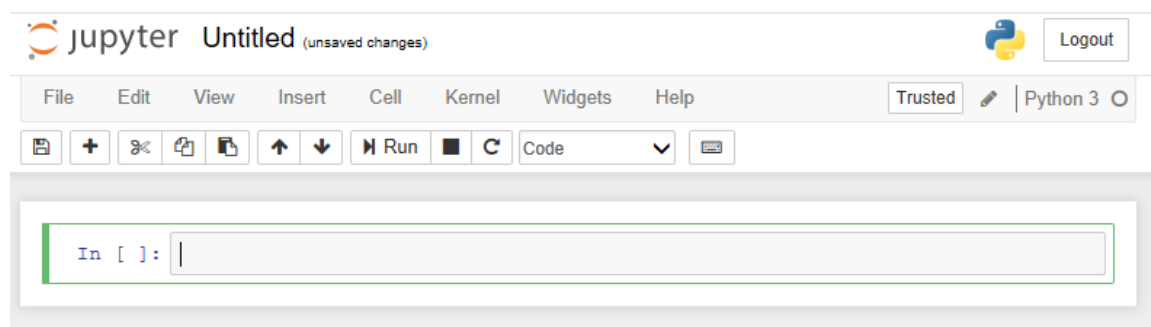 jupyter Untitled (unsaved changes) Logout
File Edit View Insert Cell Kernel Widgets Help Trusted Python 3
Run Code
In [ ]: